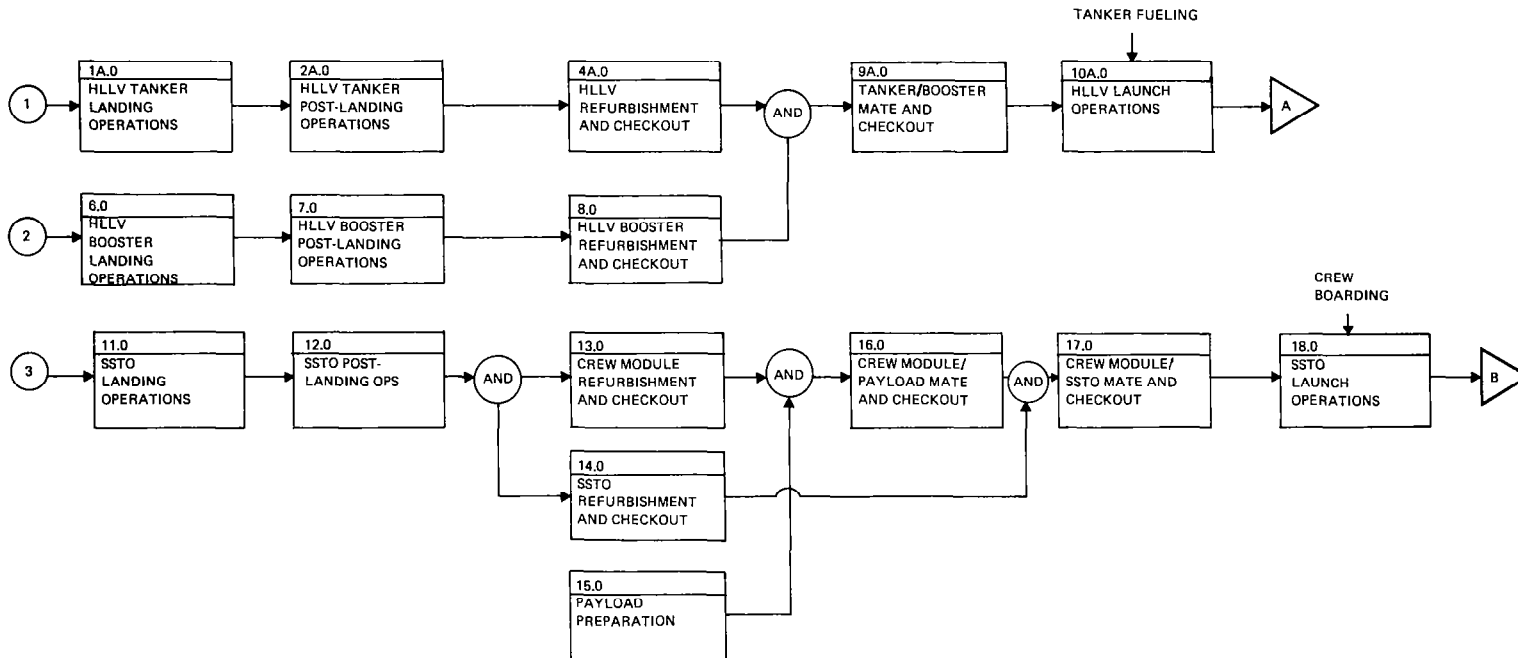 TANKER FUELING
1
1A.0
HLLV TANKER
LANDING
OPERATIONS
2A.0
HLLV TANKER
POST-LANDING
OPERATIONS
4A.0
HLLV
REFURBISHMENT
AND CHECKOUT
AND
9A.0
TANKER/BOOSTER
MATE AND
CHECKOUT
10A.0
HLLV LAUNCH
OPERATIONS
A
2
6.0
HLLV
BOOSTER
LANDING
OPERATIONS
7.0
HLLV BOOSTER
POST-LANDING
OPERATIONS
8.0
HLLV BOOSTER
REFURBISHMENT
AND CHECKOUT
CREW
BOARDING
3
11.0
SSTO
LANDING
OPERATIONS
12.0
SSTO POST-
LANDING OPS
AND
13.0
CREW MODULE
REFURBISHMENT
AND CHECKOUT
AND
16.0
CREW MODULE/
PAYLOAD MATE
AND CHECKOUT
AND
17.0
CREW MODULE/
SSTO MATE AND
CHECKOUT
18.0
SSTO
LAUNCH
OPERATIONS
B
14.0
SSTO
REFURBISHMENT
AND CHECKOUT
15.0
PAYLOAD
PREPARATION